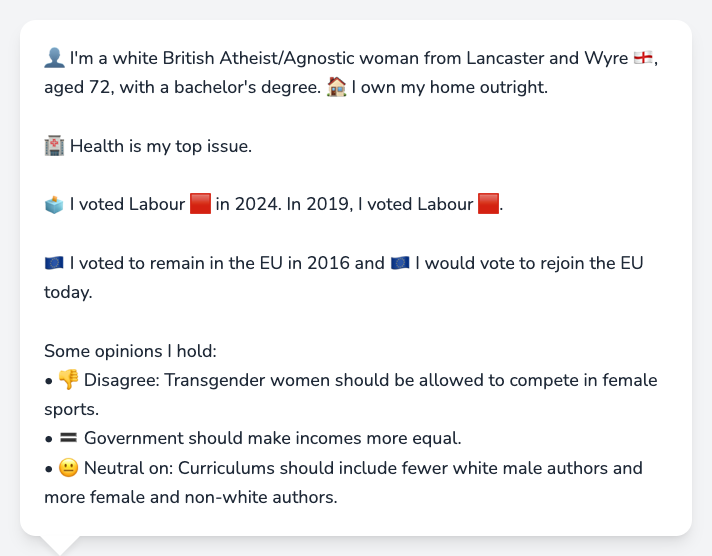 👤 I'm a white British Atheist/Agnostic woman from Lancaster and Wyre 🏴󠁧󠁢󠁥󠁮󠁧󠁿,
aged 72, with a bachelor's degree. 🏠 I own my home outright.
🏥 Health is my top issue.
🗳️ I voted Labour 🟥 in 2024. In 2019, I voted Labour 🟥.
🇪🇺 I voted to remain in the EU in 2016 and 🇪🇺 I would vote to rejoin the EU
today.
Some opinions I hold:
• 👎 Disagree: Transgender women should be allowed to compete in female
sports.
• 🟰 Government should make incomes more equal.
• 😐 Neutral on: Curriculums should include fewer white male authors and
more female and non-white authors.